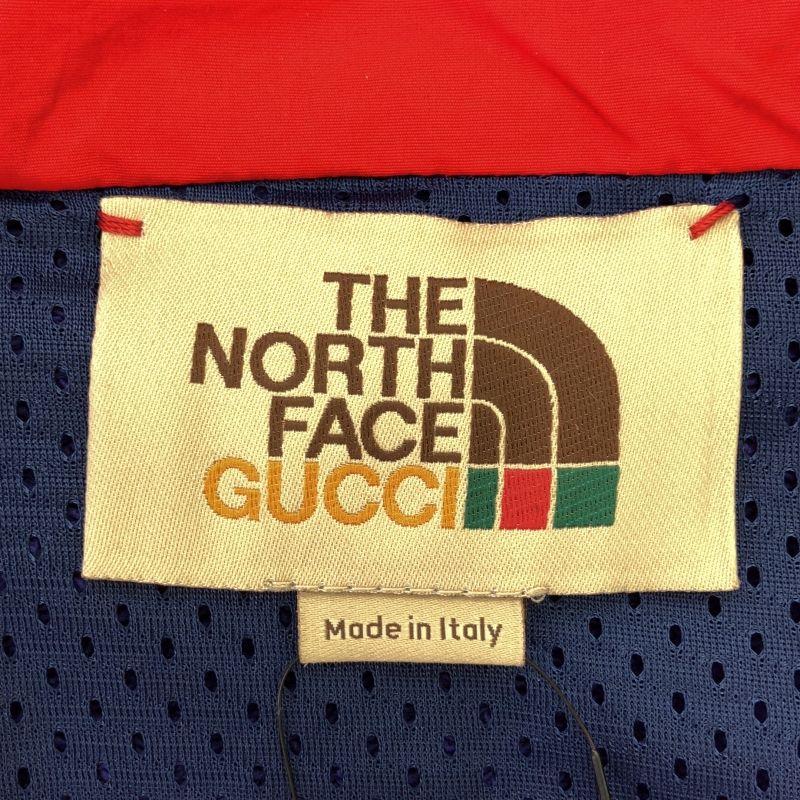 THE
NORTH
FACE
GUCCI
Made in Italy